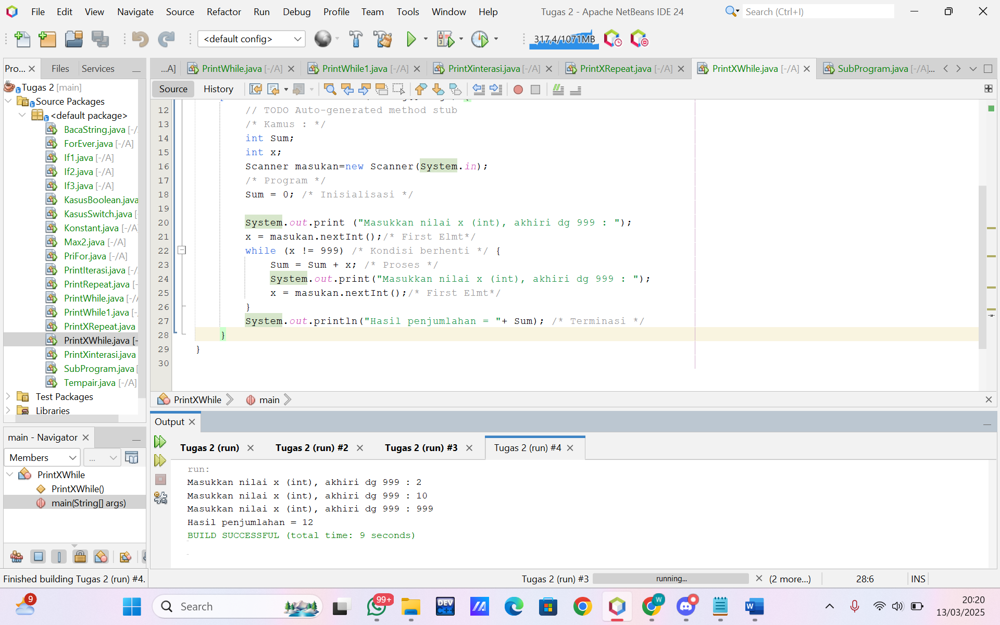 File Edit View Navigate Source Refactor Run Debug Profile Team Tools Window Help Tugas 2 - Apache NetBeans IDE 24 Search (Ctrl+I)
<default config> 317,4/1071MB
Pro... Files Services ...A] PrintWhile.java [-/A] PrintWhile1.java [-/A] PrintXinterasi.java [-/A] PrintXRepeat.java [-/A] PrintXWhile.java [-/A] SubProgram.java [-/A]...
Source History
Tugas 2 [main]
Source Packages
<default package>
BacaString.java [-/
ForEver.java [-/A]
If1.java [-/A]
If2.java [-/A]
If3.java [-/A]
KasusBoolean.java
KasusSwitch.java [
Konstant.java [-/A
Max2.java [-/A]
PriFor.java [-/A]
PrintIterasi.java [-/
PrintRepeat.java [-
PrintWhile.java [-/
PrintWhile1.java [-
PrintXRepeat.java
PrintXWhile.java [-
PrintXinterasi.java
SubProgram.java [
Tempair.java [-/A]
Test Packages
Libraries
12 // TODO Auto-generated method stub
13 /* Kamus : */
14 int Sum;
15 int x;
16 Scanner masukan=new Scanner(System.in);
17 /* Program */
18 Sum = 0; /* Inisialisasi */
19
20 System.out.print ("Masukkan nilai x (int), akhiri dg 999 : ");
21 x = masukan.nextInt();/* First Elmt*/
22 while (x != 999) /* Kondisi berhenti */ {
23 Sum = Sum + x; /* Proses */
24 System.out.print("Masukkan nilai x (int), akhiri dg 999 : ");
25 x = masukan.nextInt();/* First Elmt*/
26 }
27 System.out.println("Hasil penjumlahan = "+ Sum); /* Terminasi */
28 }
29 }
30
PrintXWhile main
main - Navigator
Members ...
PrintXWhile
PrintXWhile()
main(String[] args)
Output
Tugas 2 (run) Tugas 2 (run) #2 Tugas 2 (run) #3 Tugas 2 (run) #4
run:
Masukkan nilai x (int), akhiri dg 999 : 2
Masukkan nilai x (int), akhiri dg 999 : 10
Masukkan nilai x (int), akhiri dg 999 : 999
Hasil penjumlahan = 12
BUILD SUCCESSFUL (total time: 9 seconds)
Finished building Tugas 2 (run) #4. Tugas 2 (run) #3 running... (2 more...) 28:6 INS
9 Search 99+ DEV C++ W W 20:20
13/03/2025